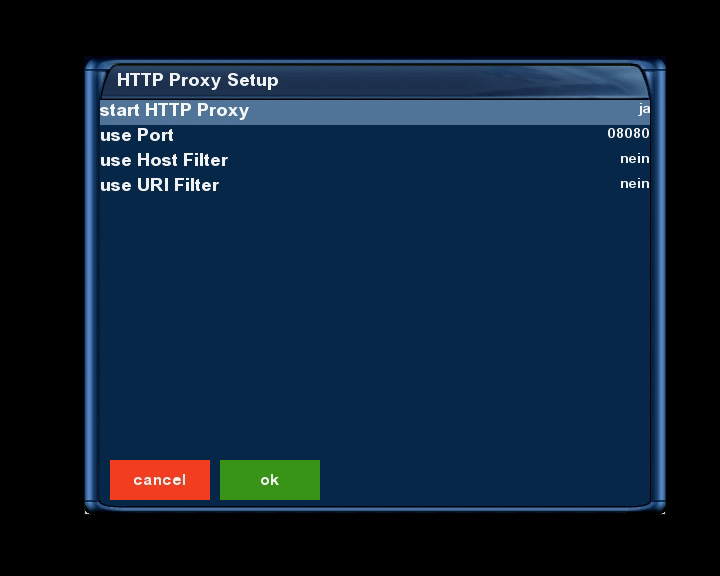 HTTP Proxy Setup
start HTTP Proxy ja
use Port 08080
use Host Filter nein
use URI Filter nein
cancel ok